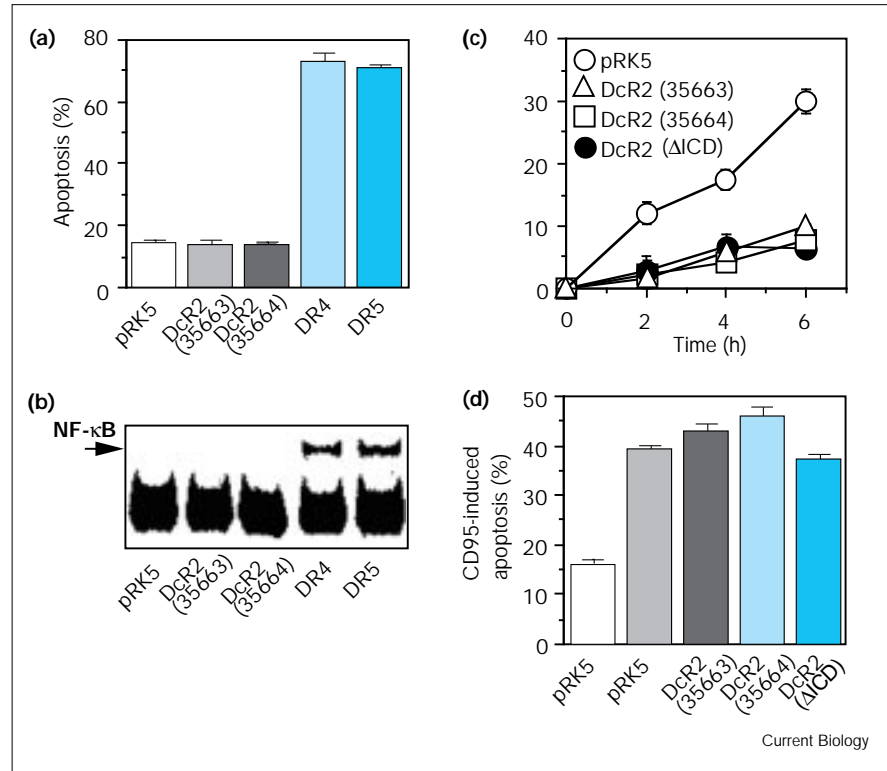 (a)
80
60
40
20
0
Apoptosis (%)
pRK5
DcR2
(35663)
DcR2
(35664)
DR4
DR5
(b)
NF-κB
pRK5
DcR2
(35663)
DcR2
(35664)
DR4
DR5
(c)
40
30
20
10
0
pRK5
DcR2 (35663)
DcR2 (35664)
DcR2 (ΔICD)
0 2 4 6
Time (h)
(d)
50
40
30
20
10
0
CD95-induced
apoptosis (%)
pRK5
pRK5
DcR2
(35663)
DcR2
(35664)
DcR2
(ΔICD)
Current Biology